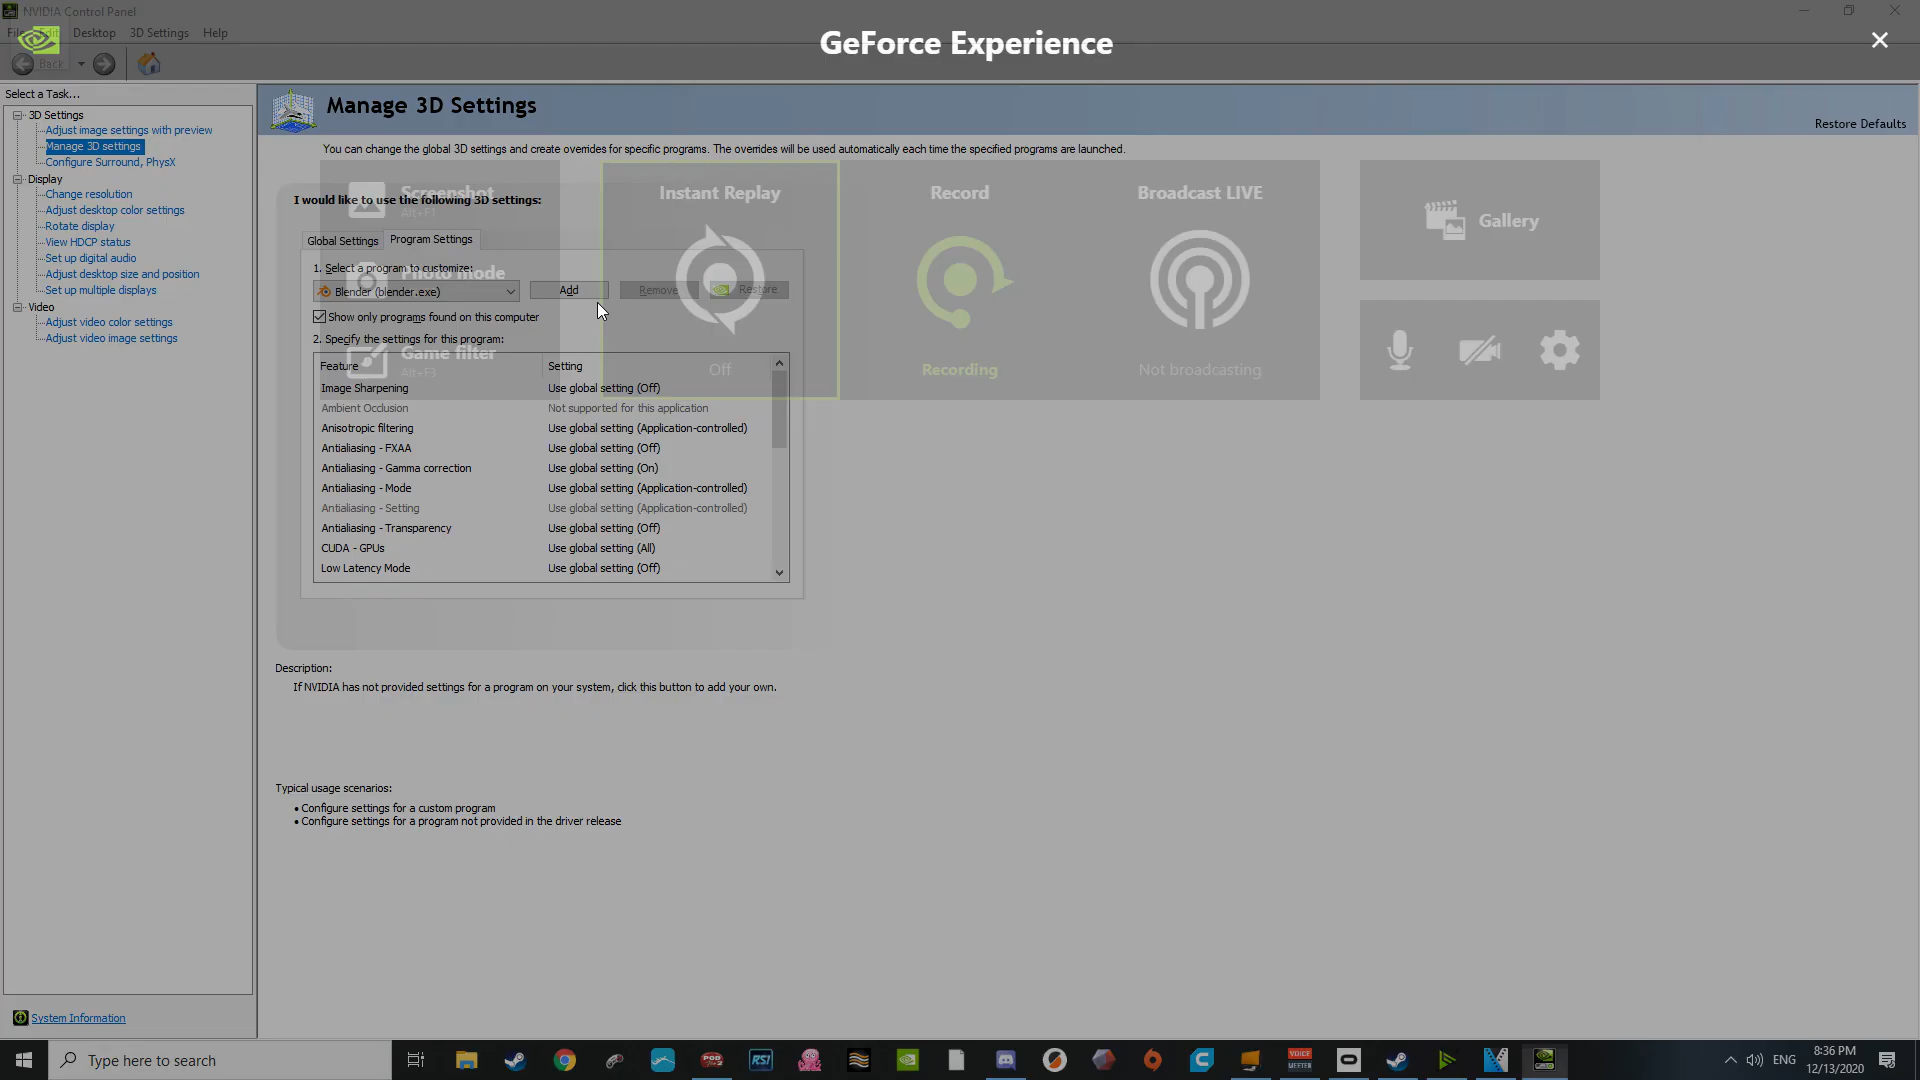 NVIDIA Control Panel
GeForce Experience
File Edit Desktop 3D Settings Help
Back
Select a Task...
3D Settings
Adjust image settings with preview
Manage 3D settings
Configure Surround, PhysX
Display
Change resolution
Adjust desktop color settings
Rotate display
View HDCP status
Set up digital audio
Adjust desktop size and position
Set up multiple displays
Video
Adjust video color settings
Adjust video image settings
System Information
Manage 3D Settings
Restore Defaults
You can change the global 3D settings and create overrides for specific programs. The overrides will be used automatically each time the specified programs are launched.
I would like to use the following 3D settings:
Global Settings Program Settings
1. Select a program to customize:
Blender (blender.exe) Add Remove Restore
Show only programs found on this computer
2. Specify the settings for this program:
Feature Setting
Image Sharpening Use global setting (Off)
Ambient Occlusion Not supported for this application
Anisotropic filtering Use global setting (Application-controlled)
Antialiasing - FXAA Use global setting (Off)
Antialiasing - Gamma correction Use global setting (On)
Antialiasing - Mode Use global setting (Application-controlled)
Antialiasing - Setting Use global setting (Application-controlled)
Antialiasing - Transparency Use global setting (Off)
CUDA - GPUs Use global setting (All)
Low Latency Mode Use global setting (Off)
Description:
If NVIDIA has not provided settings for a program on your system, click this button to add your own.
Typical usage scenarios:
• Configure settings for a custom program
• Configure settings for a program not provided in the driver release
Screenshot
Alt+F1
Photo mode
Game filter
Alt+F3
Instant Replay
Off
Record
Recording
Broadcast LIVE
Not broadcasting
Gallery
Type here to search
POD
RSI
VOICE
MEETER
ENG
8:36 PM
12/13/2020